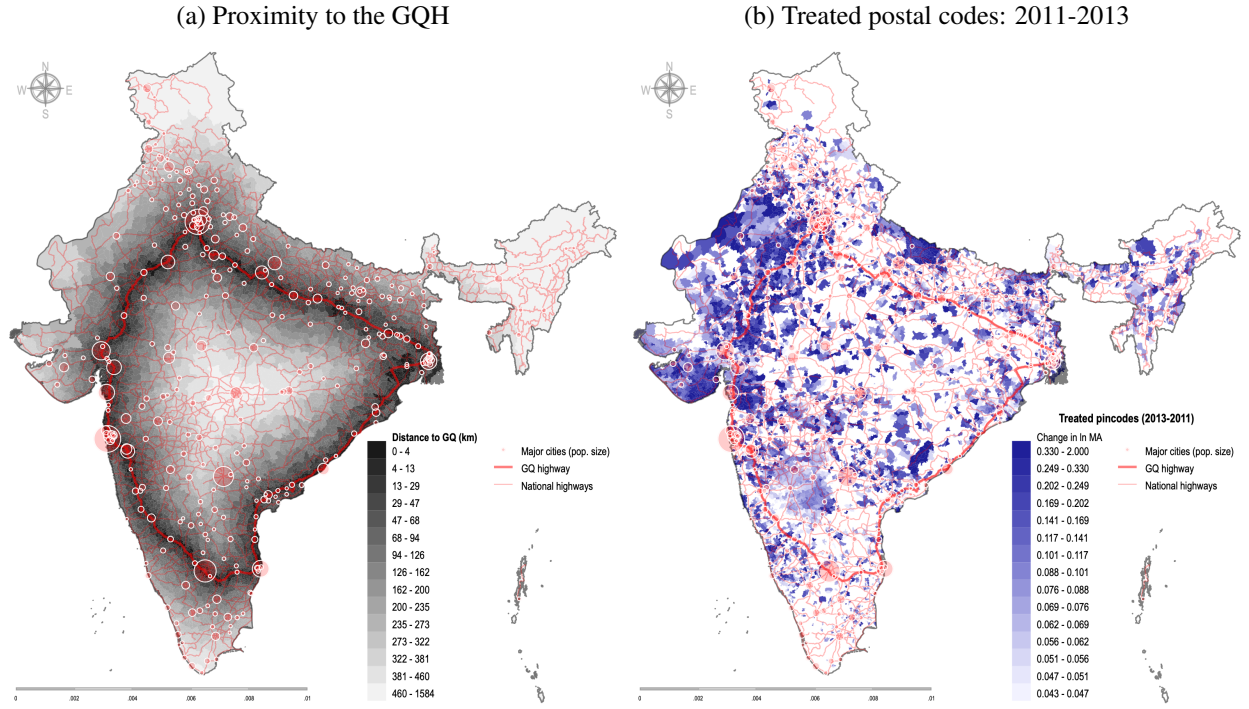 (a) Proximity to the GQH
N
W E
S
Distance to GQ (km)
0 - 4
4 - 13
13 - 29
29 - 47
47 - 68
68 - 94
94 - 126
126 - 162
162 - 200
200 - 235
235 - 273
273 - 322
322 - 381
381 - 460
460 - 1584
Major cities (pop. size)
GQ highway
National highways
0 .002 .004 .006 .008 .01
(b) Treated postal codes: 2011-2013
N
W E
S
Treated pincodes (2013-2011)
Change in ln MA
0.330 - 2.000
0.249 - 0.330
0.202 - 0.249
0.169 - 0.202
0.141 - 0.169
0.117 - 0.141
0.101 - 0.117
0.088 - 0.101
0.076 - 0.088
0.069 - 0.076
0.062 - 0.069
0.056 - 0.062
0.051 - 0.056
0.047 - 0.051
0.043 - 0.047
Major cities (pop. size)
GQ highway
National highways
0 .002 .004 .006 .008 .01